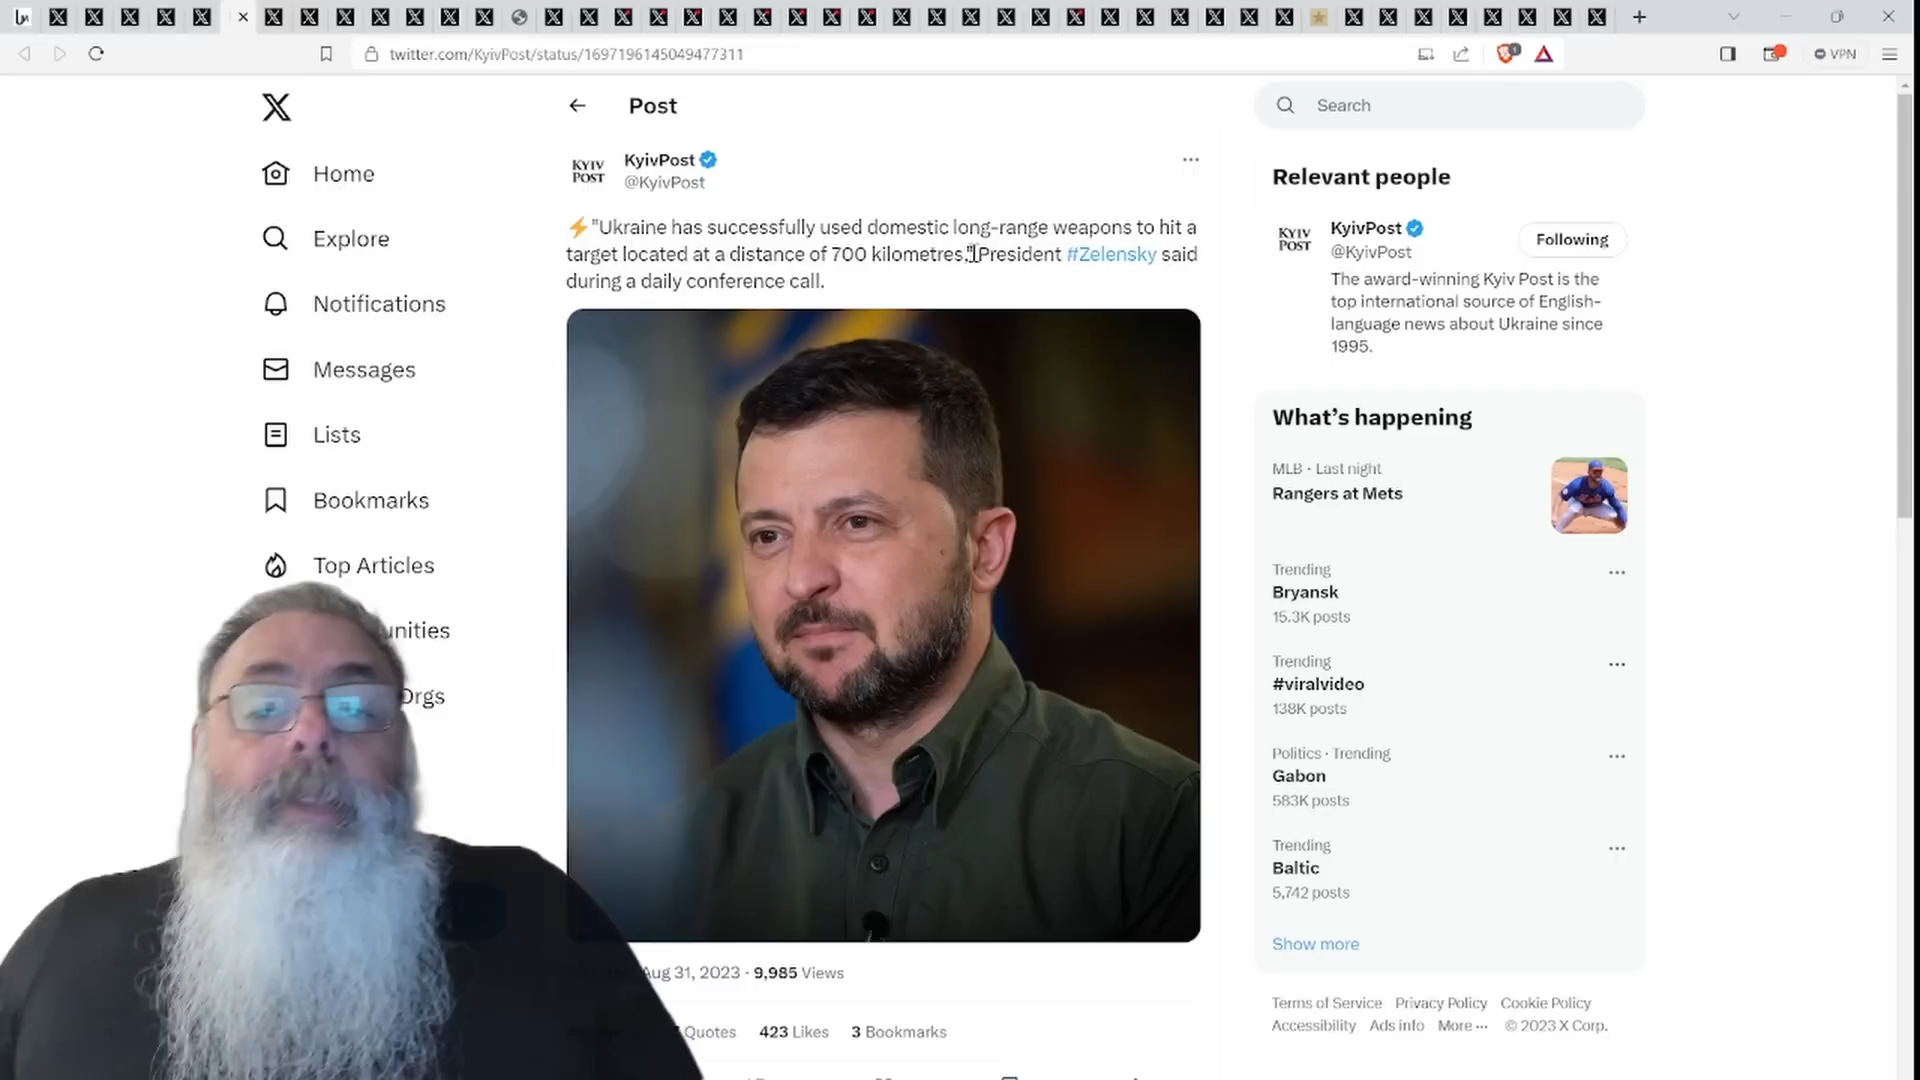 twitter.com/KyivPost/status/1697196145049477311
VPN
Home
Explore
Notifications
Messages
Lists
Bookmarks
Top Articles
unities
Orgs
Post
KYIV
POST
KyivPost
@KyivPost
⚡"Ukraine has successfully used domestic long-range weapons to hit a
target located at a distance of 700 kilometres," President #Zelensky said
during a daily conference call.
Aug 31, 2023 · 9,985 Views
Quotes 423 Likes 3 Bookmarks
Search
Relevant people
KYIV
POST
KyivPost
@KyivPost
Following
The award-winning Kyiv Post is the
top international source of English-
language news about Ukraine since
1995.
What's happening
MLB · Last night
Rangers at Mets
Trending
Bryansk
15.3K posts
Trending
#viralvideo
138K posts
Politics · Trending
Gabon
583K posts
Trending
Baltic
5,742 posts
Show more
Terms of Service Privacy Policy Cookie Policy
Accessibility Ads info More ··· © 2023 X Corp.